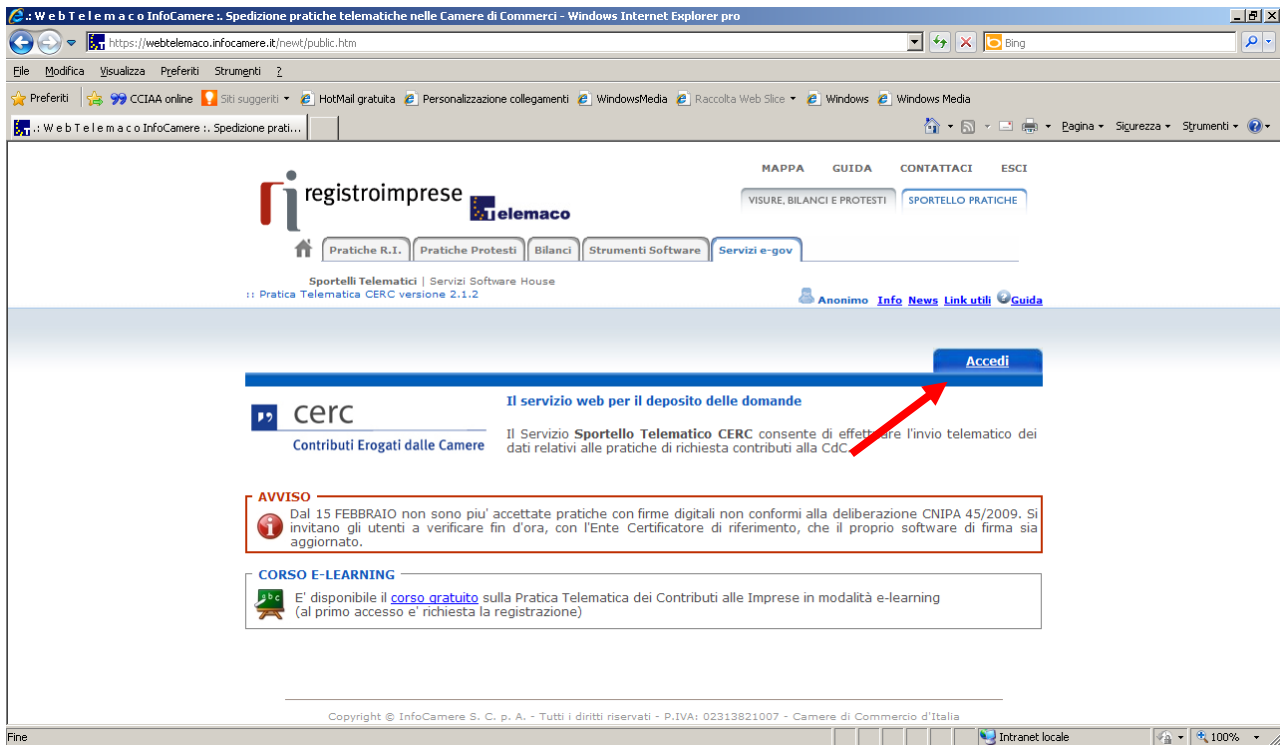 .: W e b T e l e m a c o InfoCamere :. Spedizione pratiche telematiche nelle Camere di Commerci - Windows Internet Explorer pro
https://webtelemaco.infocamere.it/newt/public.htm
Bing
File Modifica Visualizza Preferiti Strumenti ?
Preferiti CCIAA online Siti suggeriti HotMail gratuita Personalizzazione collegamenti WindowsMedia Raccolta Web Slice Windows Windows Media
.: W e b T e l e m a c o InfoCamere :. Spedizione prati...
Pagina Sicurezza Strumenti
MAPPA GUIDA CONTATTACI ESCI
registroimprese
Telemaco
VISURE, BILANCI E PROTESTI SPORTELLO PRATICHE
Pratiche R.I. Pratiche Protesti Bilanci Strumenti Software Servizi e-gov
Sportelli Telematici | Servizi Software House
:: Pratica Telematica CERC versione 2.1.2
Anonimo Info News Link utili Guida
Accedi
cerc
Contributi Erogati dalle Camere
Il servizio web per il deposito delle domande
Il Servizio Sportello Telematico CERC consente di effettuare l'invio telematico dei
dati relativi alle pratiche di richiesta contributi alla CdC.
AVVISO
Dal 15 FEBBRAIO non sono piu' accettate pratiche con firme digitali non conformi alla deliberazione CNIPA 45/2009. Si
invitano gli utenti a verificare fin d'ora, con l'Ente Certificatore di riferimento, che il proprio software di firma sia
aggiornato.
CORSO E-LEARNING
abc
E' disponibile il corso gratuito sulla Pratica Telematica dei Contributi alle Imprese in modalità e-learning
(al primo accesso e' richiesta la registrazione)
Copyright © InfoCamere S. C. p. A. - Tutti i diritti riservati - P.IVA: 02313821007 - Camere di Commercio d'Italia
Fine
Intranet locale
100%